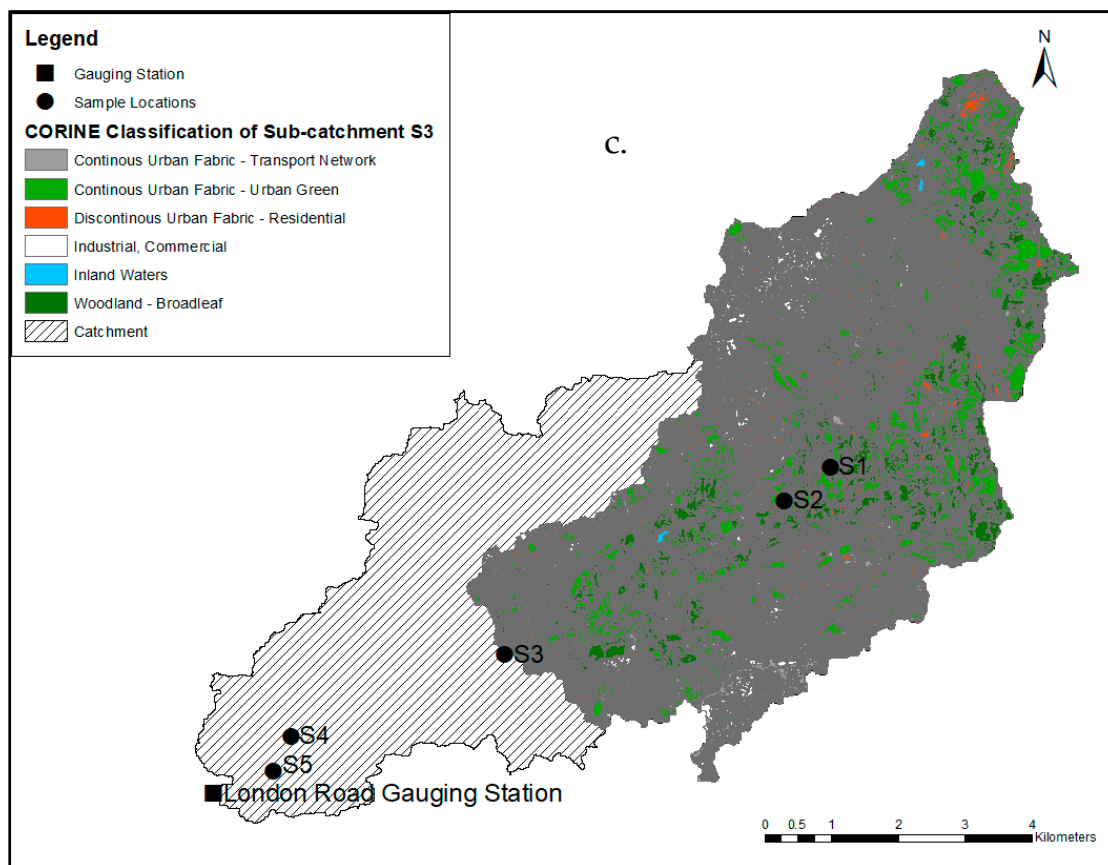 Legend
Gauging Station
Sample Locations
CORINE Classification of Sub-catchment S3
Continous Urban Fabric - Transport Network
Continous Urban Fabric - Urban Green
Discontinous Urban Fabric - Residential
Industrial, Commercial
Inland Waters
Woodland - Broadleaf
Catchment
N
c.
S1
S2
S3
S4
S5
London Road Gauging Station
0 0.5 1 2 3 4
Kilometers